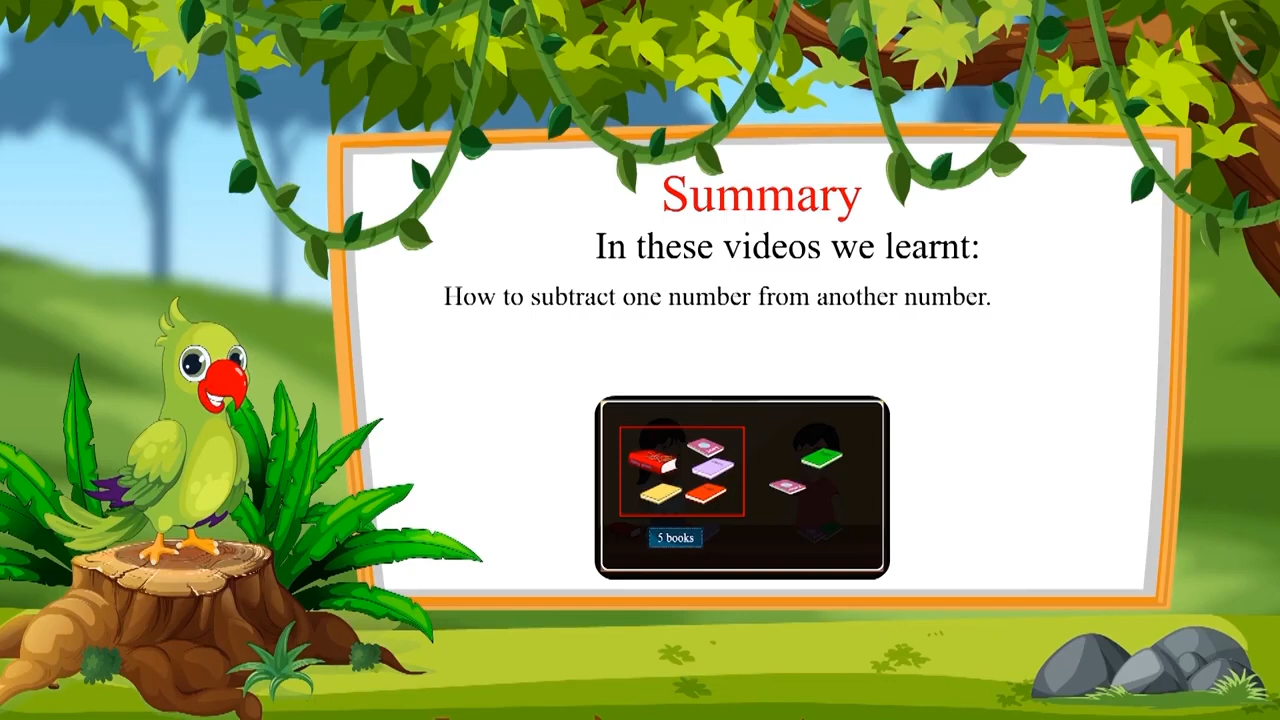 Summary
In these videos we learnt:
How to subtract one number from another number.
5 books